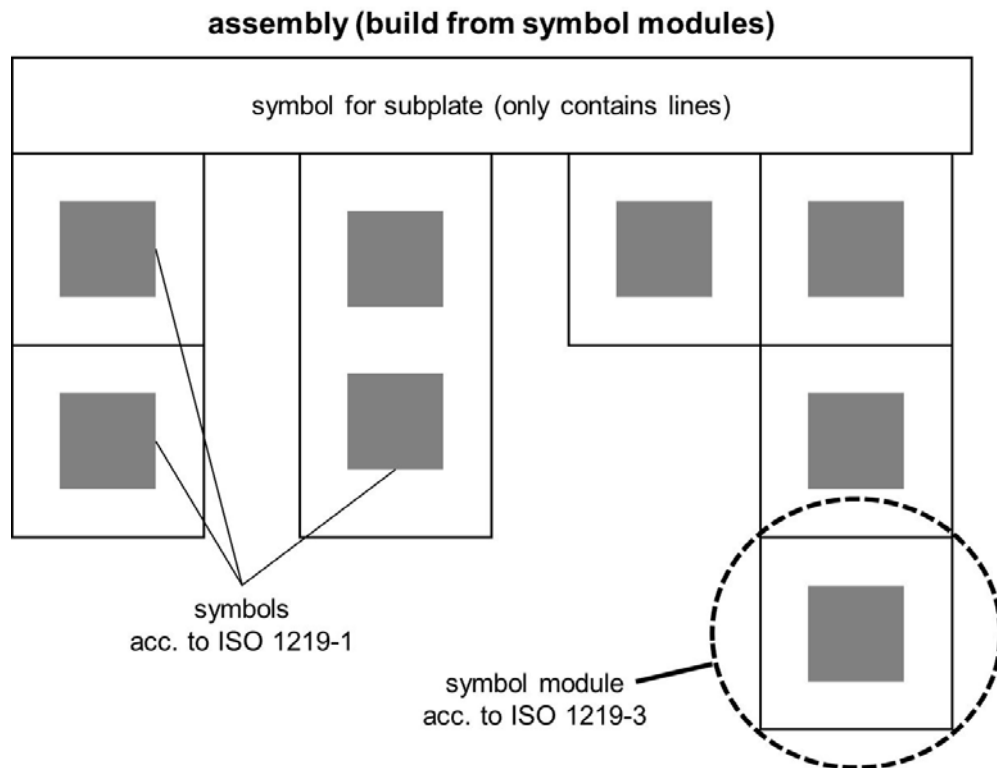 assembly (build from symbol modules)
symbol for subplate (only contains lines)
symbols
acc. to ISO 1219-1
symbol module
acc. to ISO 1219-3